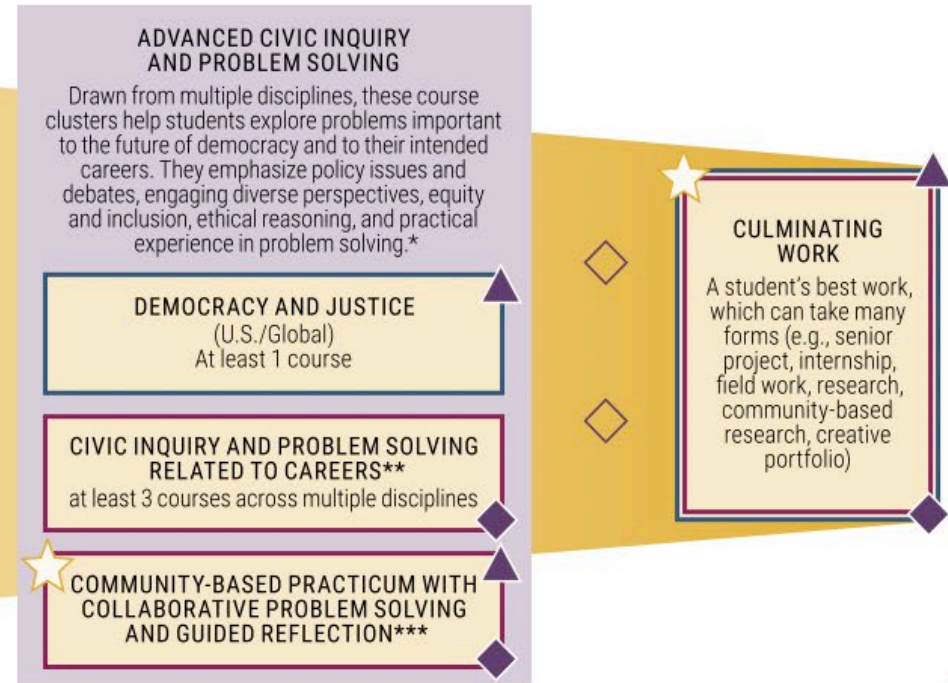 ADVANCED CIVIC INQUIRY
AND PROBLEM SOLVING
Drawn from multiple disciplines, these course
clusters help students explore problems important
to the future of democracy and to their intended
careers. They emphasize policy issues and
debates, engaging diverse perspectives, equity
and inclusion, ethical reasoning, and practical
experience in problem solving.*
DEMOCRACY AND JUSTICE
(U.S./Global)
At least 1 course
CIVIC INQUIRY AND PROBLEM SOLVING
RELATED TO CAREERS**
at least 3 courses across multiple disciplines
COMMUNITY-BASED PRACTICUM WITH
COLLABORATIVE PROBLEM SOLVING
AND GUIDED REFLECTION***
CULMINATING
WORK
A student’s best work,
which can take many
forms (e.g., senior
project, internship,
field work, research,
community-based
research, creative
portfolio)